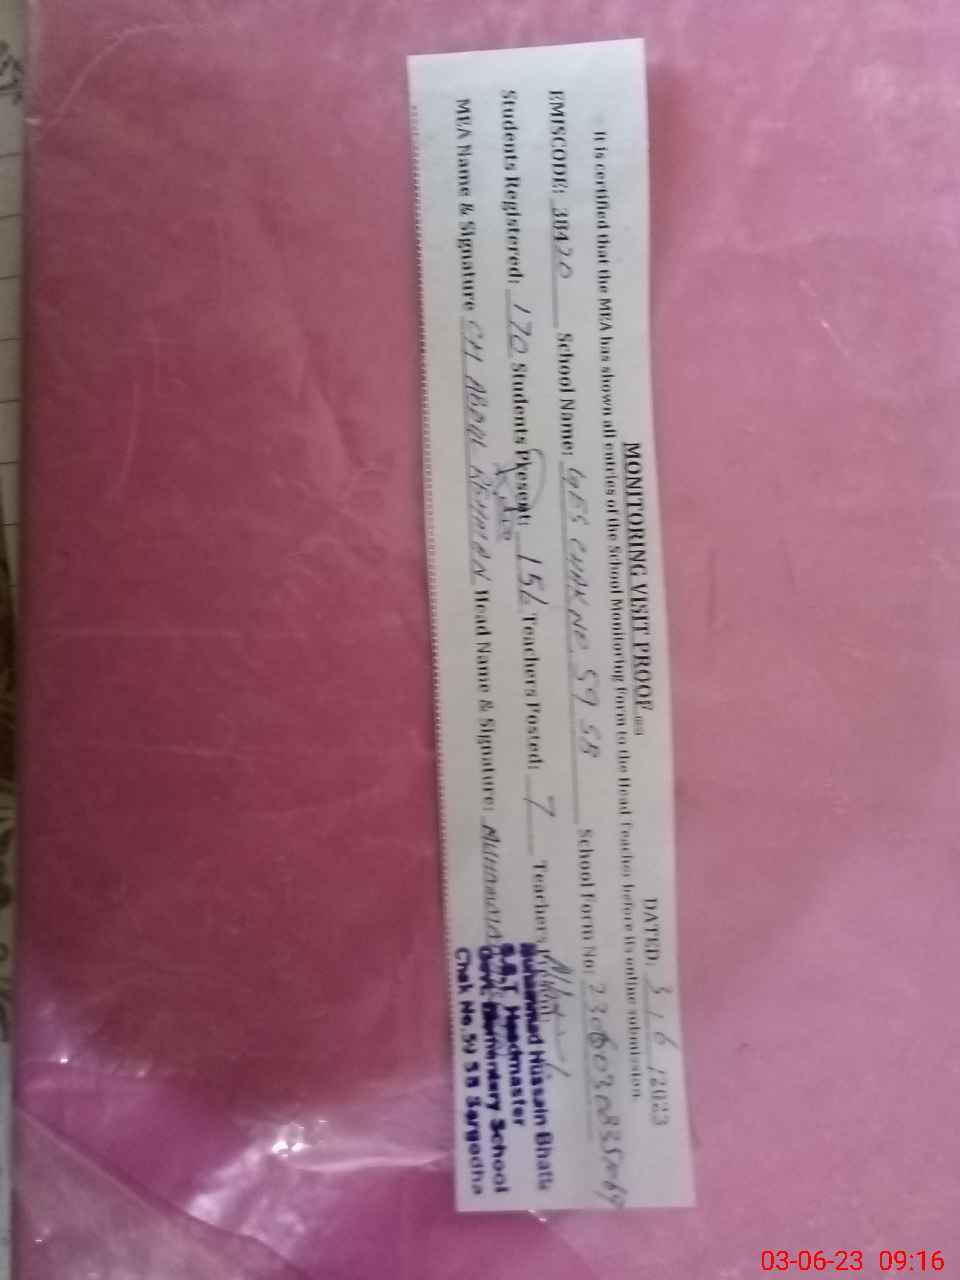 MONITORING VISIT PROOF
DATED: 3 / 6 /2023
It is certified that the MEA has shown all entries of the School Monitoring Form to the Head Teacher before its online submission.
EMISCODE: 38420 School Name: GES CHAK NO. 59 SB School Form No: 230603083
Students Registered: 170 Students Present: 156 Teachers Posted: 7 Teachers
MEA Name & Signature CH ABDUL REHMAN Head Name & Signature: MUHAMMAD
Muhammad Hussain Bhatti
S.S.T Headmaster
Govt. Elementary School
Chak No. 59 SB Sargodha
03-06-23 09:16